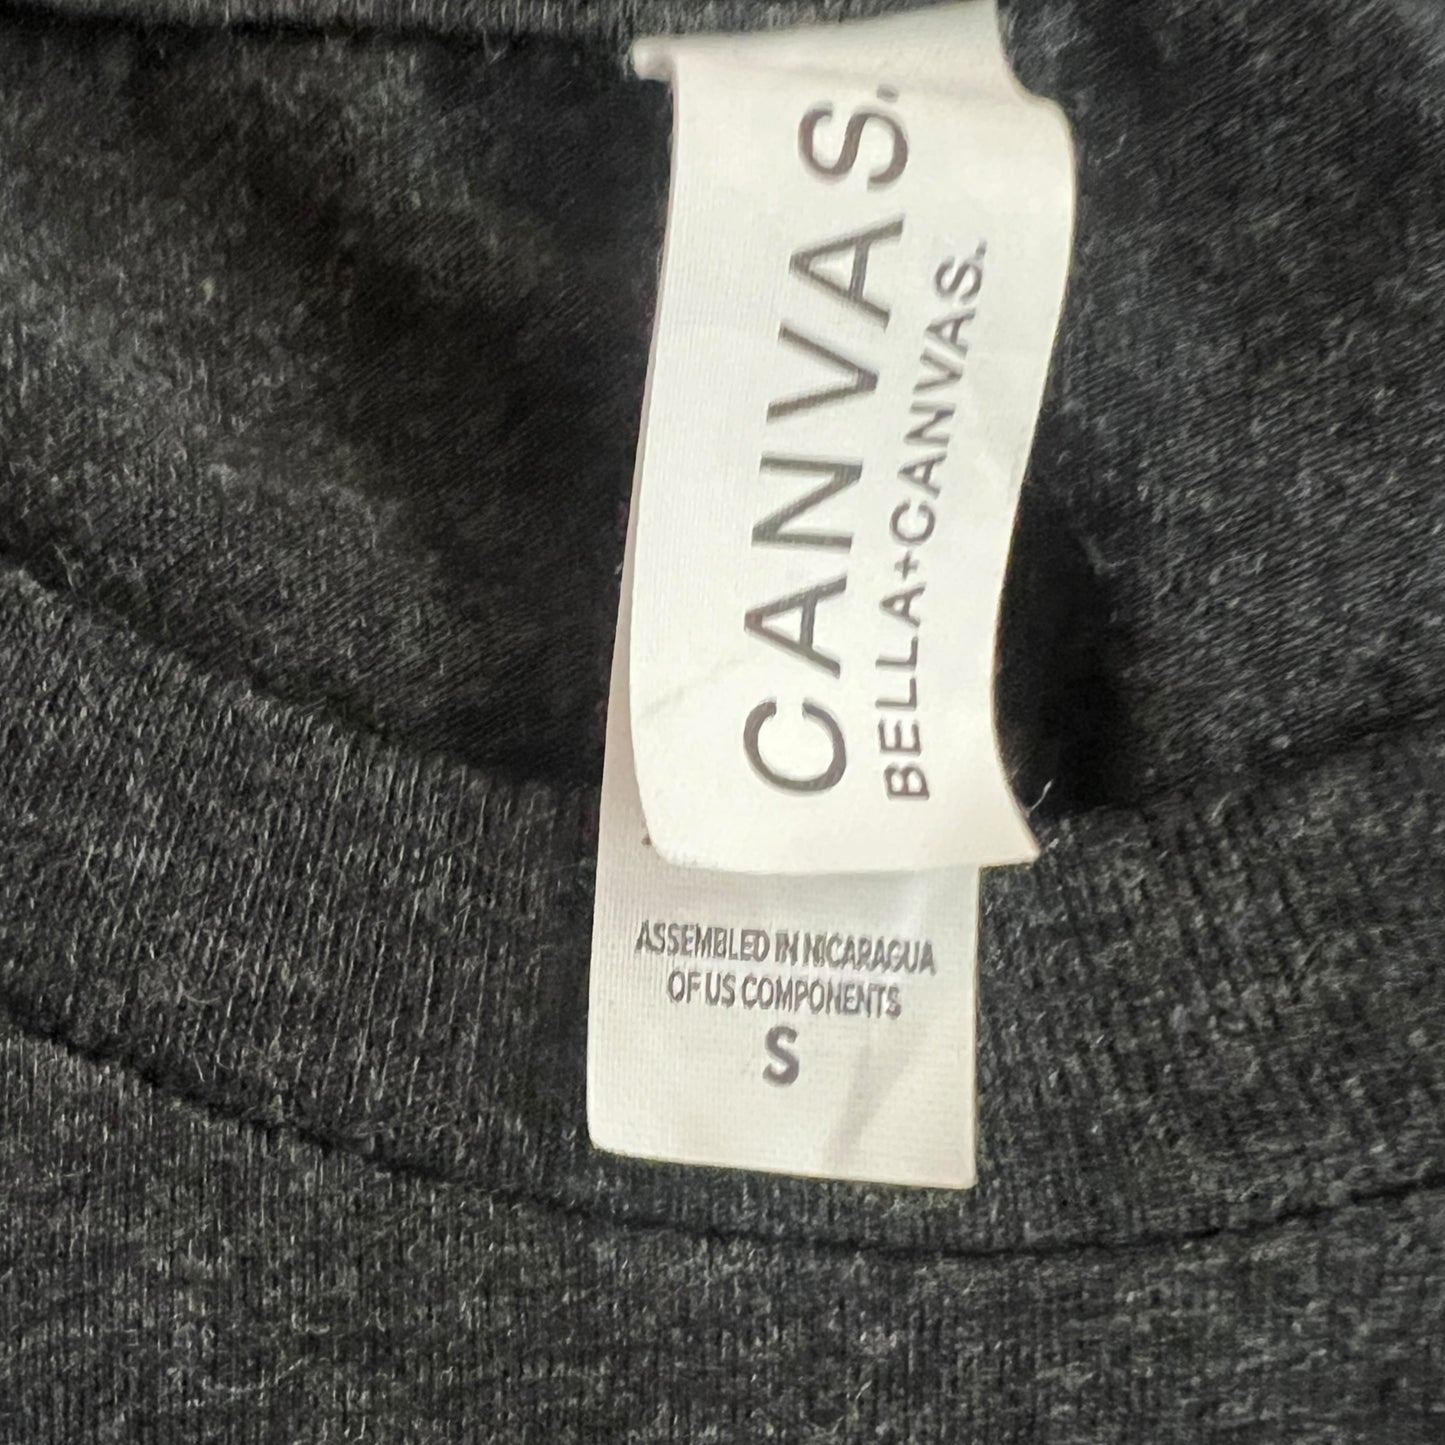 CANVAS.
BELLA+CANVAS.
ASSEMBLED IN NICARAGUA
OF US COMPONENTS
S